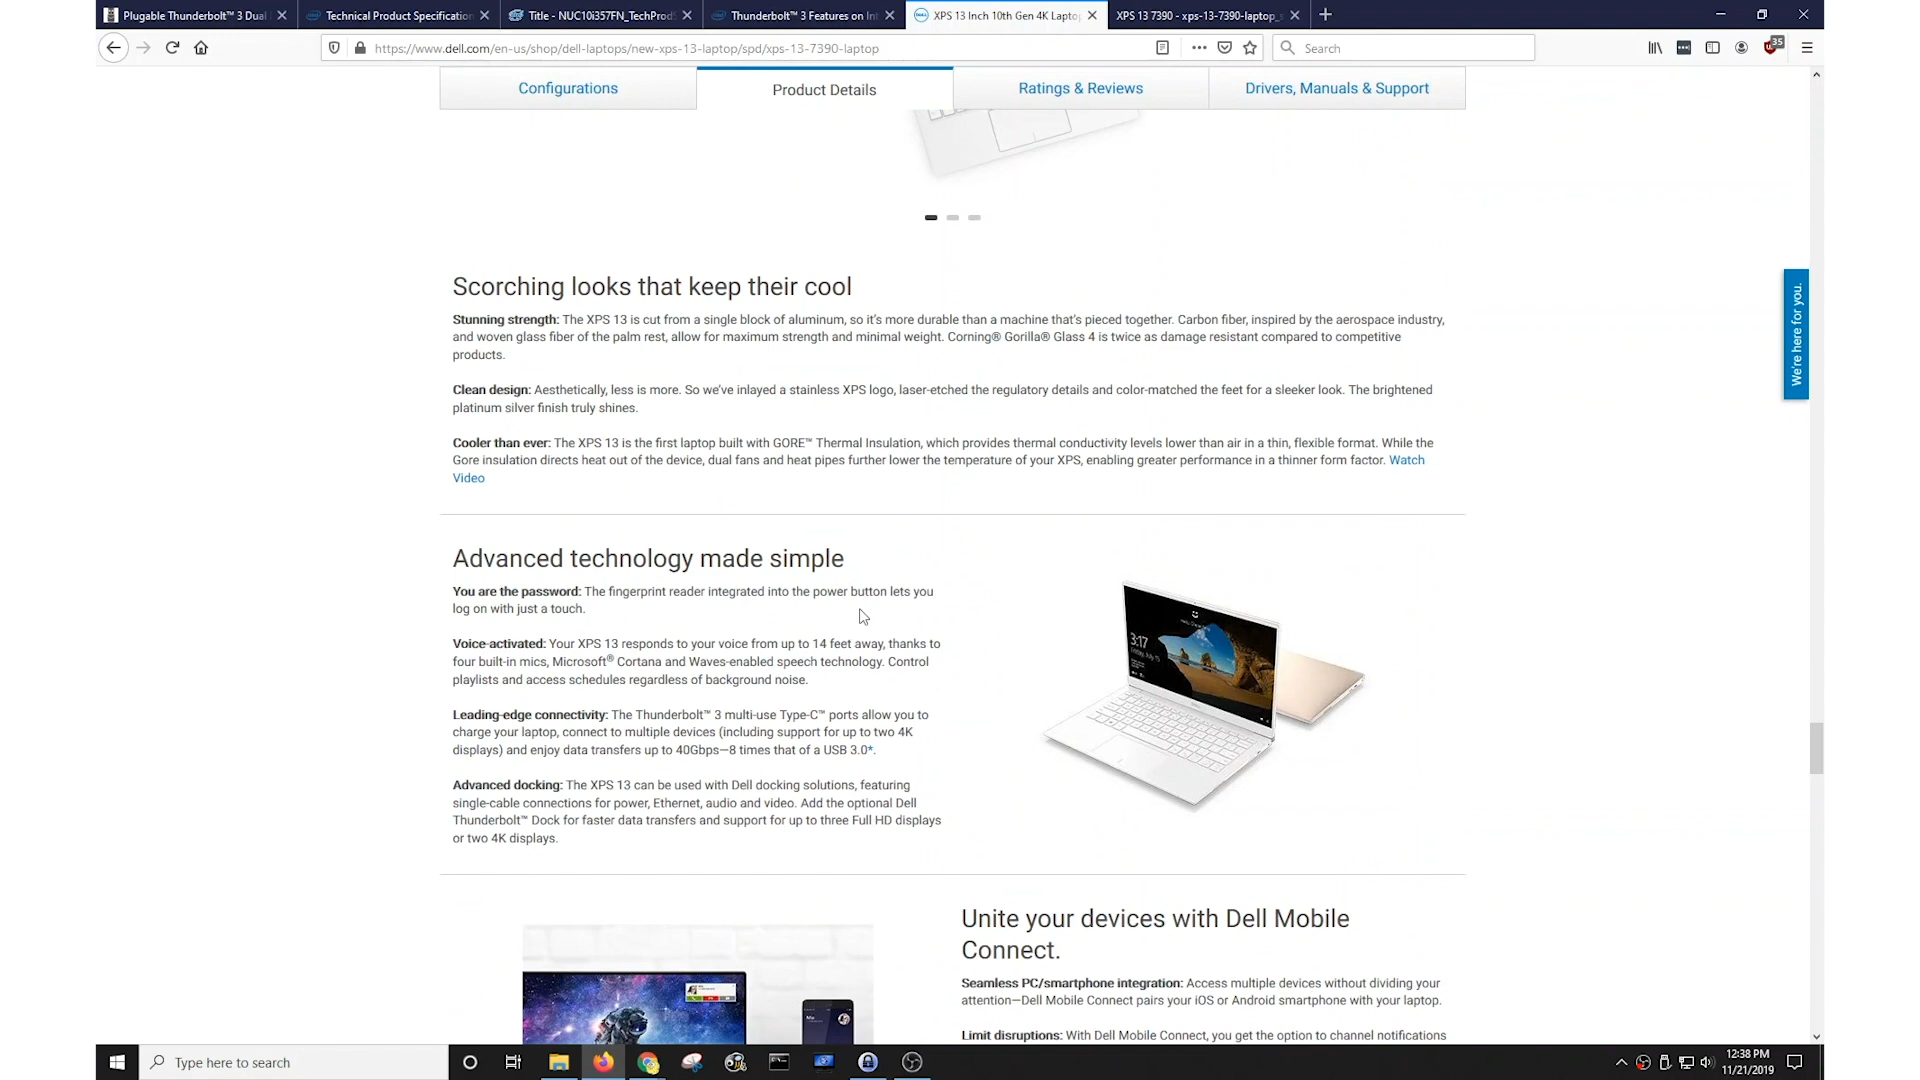 Plugable Thunderbolt™ 3 Dual
Technical Product Specification
Title - NUC10i357FN_TechProdS
Thunderbolt™ 3 Features on Int
XPS 13 Inch 10th Gen 4K Laptop
XPS 13 7390 - xps-13-7390-laptop_s
https://www.dell.com/en-us/shop/dell-laptops/new-xps-13-laptop/spd/xps-13-7390-laptop
Search
35
Configurations
Product Details
Ratings & Reviews
Drivers, Manuals & Support
We're here for you.
Scorching looks that keep their cool
Stunning strength: The XPS 13 is cut from a single block of aluminum, so it's more durable than a machine that's pieced together. Carbon fiber, inspired by the aerospace industry,
and woven glass fiber of the palm rest, allow for maximum strength and minimal weight. Corning® Gorilla® Glass 4 is twice as damage resistant compared to competitive
products.
Clean design: Aesthetically, less is more. So we've inlayed a stainless XPS logo, laser-etched the regulatory details and color-matched the feet for a sleeker look. The brightened
platinum silver finish truly shines.
Cooler than ever: The XPS 13 is the first laptop built with GORE™ Thermal Insulation, which provides thermal conductivity levels lower than air in a thin, flexible format. While the
Gore insulation directs heat out of the device, dual fans and heat pipes further lower the temperature of your XPS, enabling greater performance in a thinner form factor. Watch
Video
Advanced technology made simple
You are the password: The fingerprint reader integrated into the power button lets you
log on with just a touch.
Voice-activated: Your XPS 13 responds to your voice from up to 14 feet away, thanks to
four built-in mics, Microsoft® Cortana and Waves-enabled speech technology. Control
playlists and access schedules regardless of background noise.
Leading-edge connectivity: The Thunderbolt™ 3 multi-use Type-C™ ports allow you to
charge your laptop, connect to multiple devices (including support for up to two 4K
displays) and enjoy data transfers up to 40Gbps—8 times that of a USB 3.0*.
Advanced docking: The XPS 13 can be used with Dell docking solutions, featuring
single-cable connections for power, Ethernet, audio and video. Add the optional Dell
Thunderbolt™ Dock for faster data transfers and support for up to three Full HD displays
or two 4K displays.
3:17
Unite your devices with Dell Mobile
Connect.
Seamless PC/smartphone integration: Access multiple devices without dividing your
attention—Dell Mobile Connect pairs your iOS or Android smartphone with your laptop.
Limit disruptions: With Dell Mobile Connect, you get the option to channel notifications
Type here to search
12:38 PM
11/21/2019